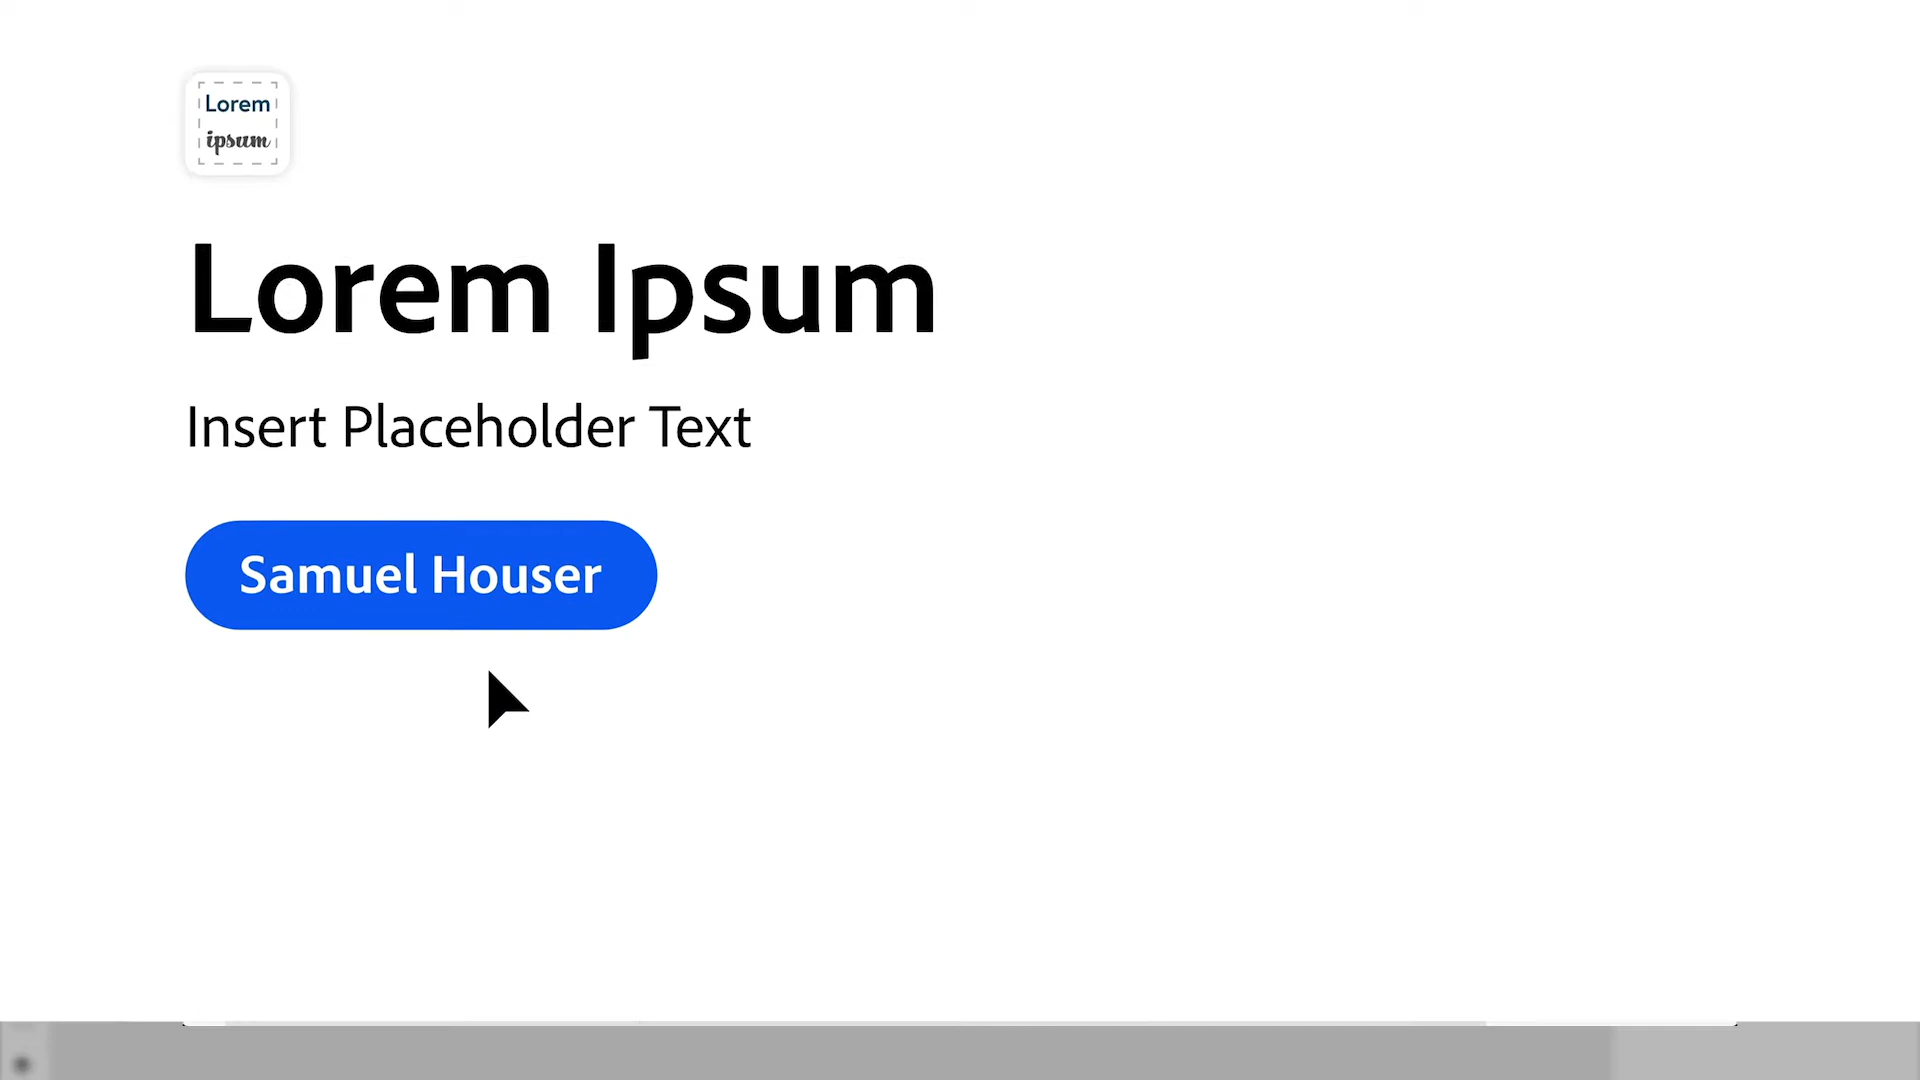 Lorem
ipsum
Lorem Ipsum
Insert Placeholder Text
Samuel Houser